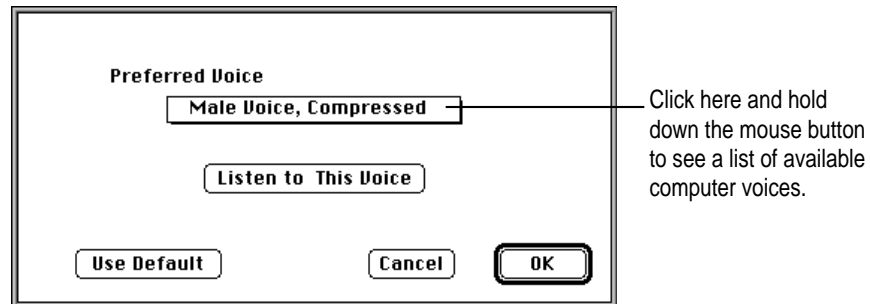 Preferred Voice
Male Voice, Compressed
Click here and hold
down the mouse button
to see a list of available
computer voices.
Listen to This Voice
Use Default
Cancel
OK